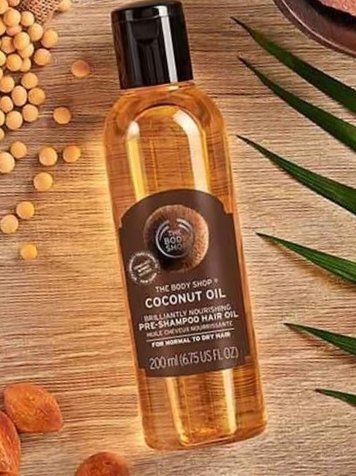 THE
BODY
SHOP
THE BODY SHOP®
COCONUT OIL
BRILLIANTLY NOURISHING
PRE-SHAMPOO HAIR OIL
HUILE CHEVEUX NOURRISSANTE
FOR NORMAL TO DRY HAIR
200 ml (6.75 US FL OZ)